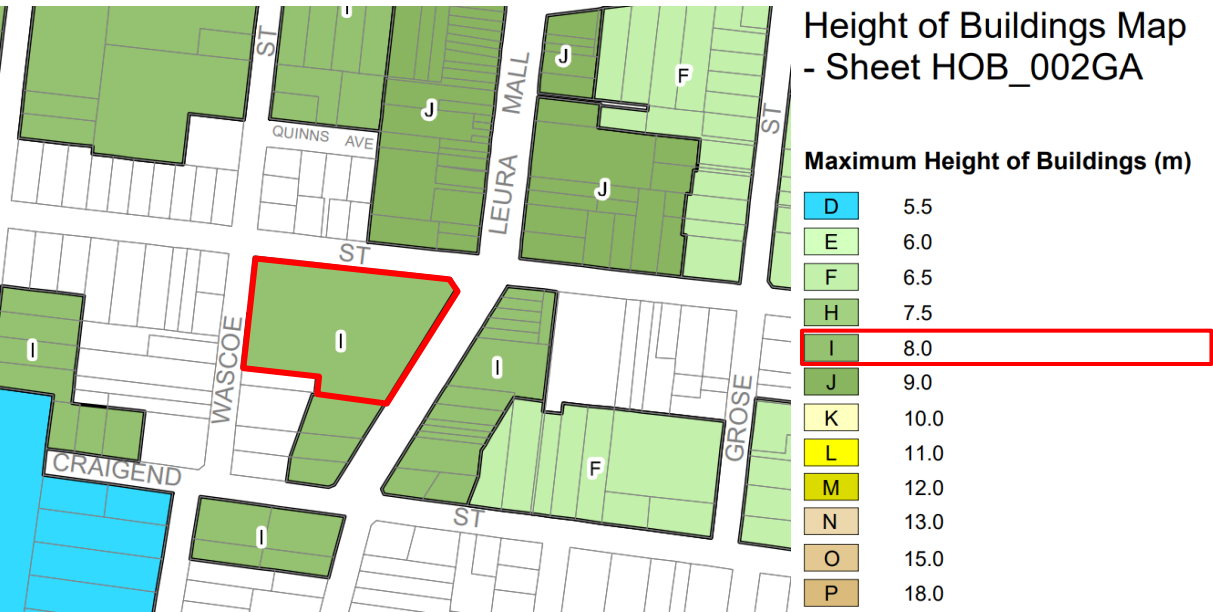 I
ST
J
F
J
MALL
ST
QUINNS AVE
LEURA
J
ST
I
I
WASCOE
I
GROSE
CRAIGEND
F
ST
I
Height of Buildings Map
- Sheet HOB_002GA
Maximum Height of Buildings (m)
D 5.5
E 6.0
F 6.5
H 7.5
I 8.0
J 9.0
K 10.0
L 11.0
M 12.0
N 13.0
O 15.0
P 18.0